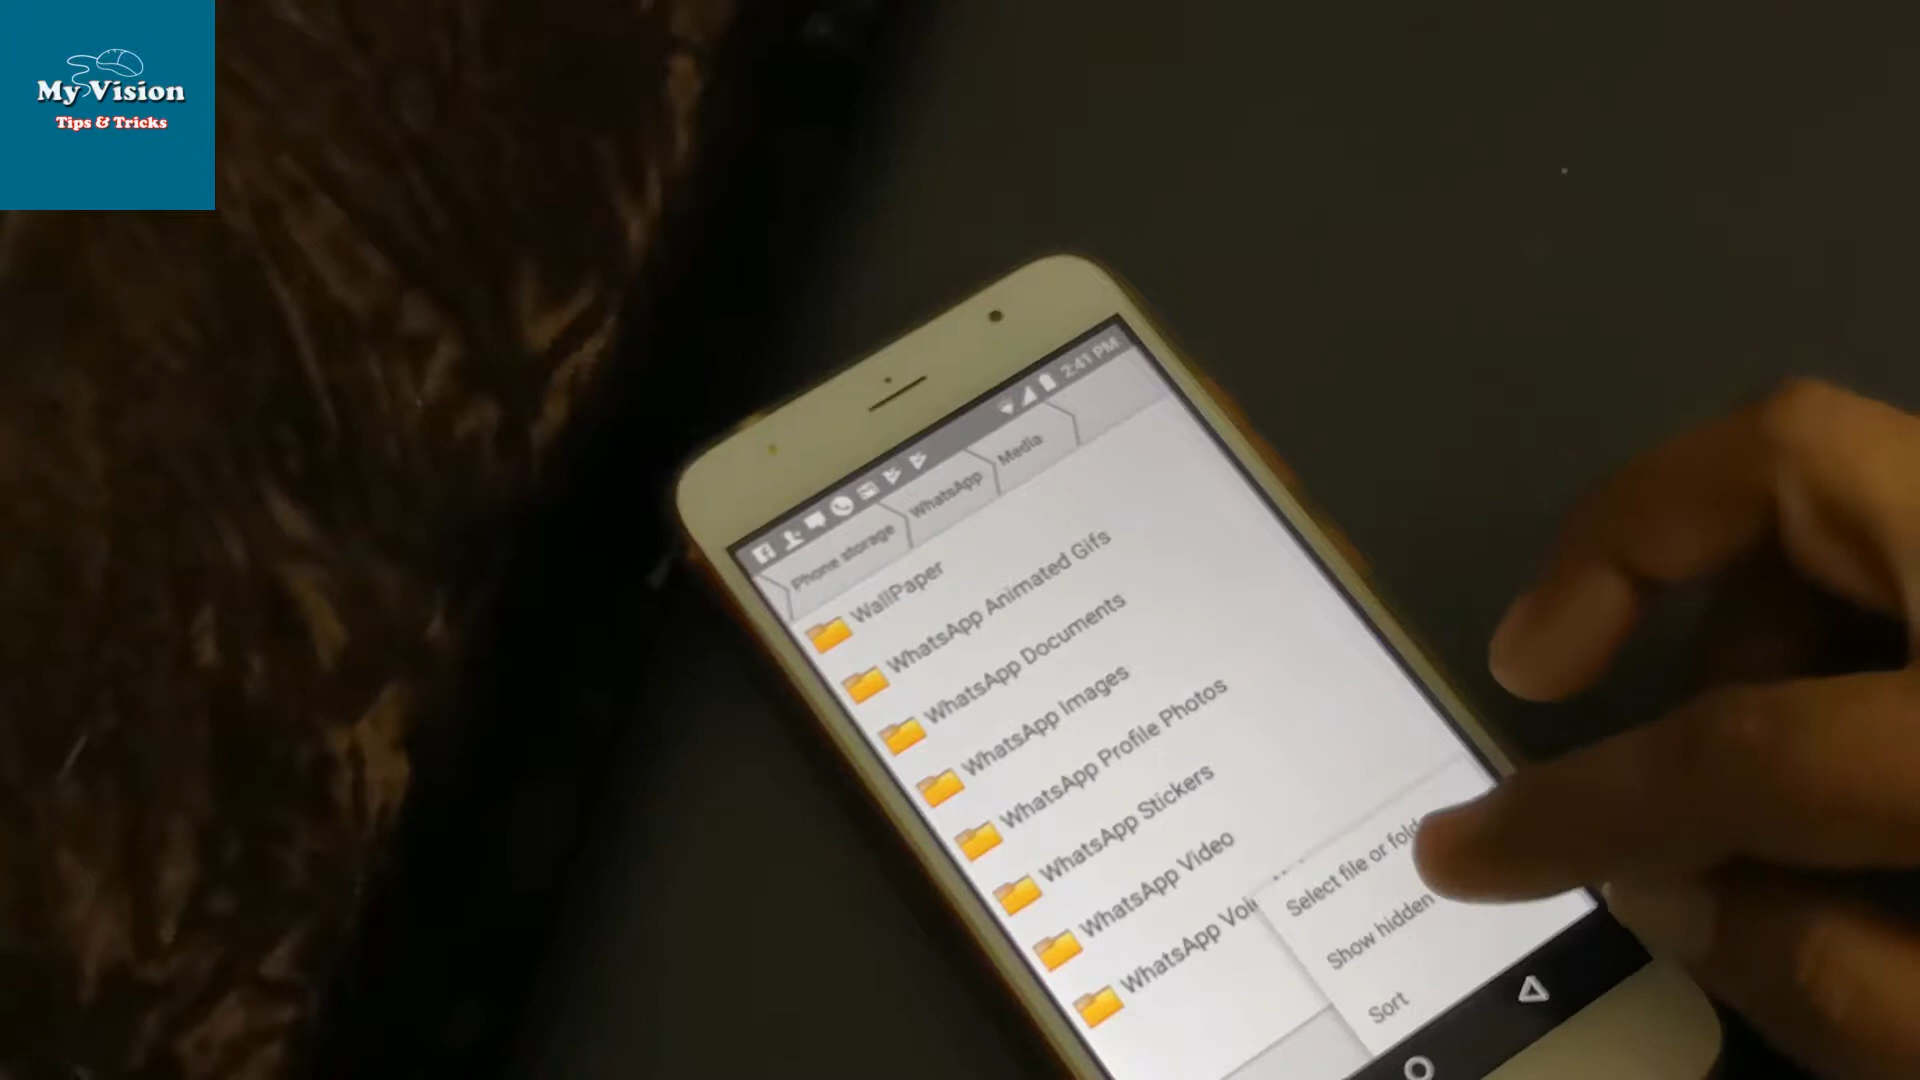 My Vision
Tips & Tricks
2:41 PM
Phone storage
WhatsApp
Media
WallPaper
WhatsApp Animated Gifs
WhatsApp Documents
WhatsApp Images
WhatsApp Profile Photos
WhatsApp Stickers
WhatsApp Video
WhatsApp
Select file or
Show hidden
Sort